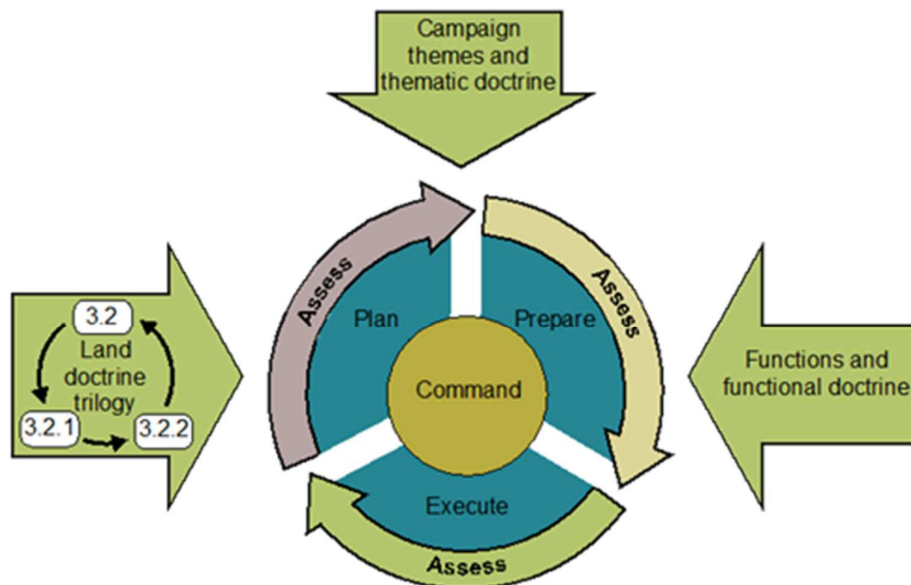 Campaign
themes and
thematic doctrine
Assess
Assess
Plan
Prepare
3.2
Land
doctrine
trilogy
3.2.1
3.2.2
Command
Functions and
functional doctrine
Execute
Assess